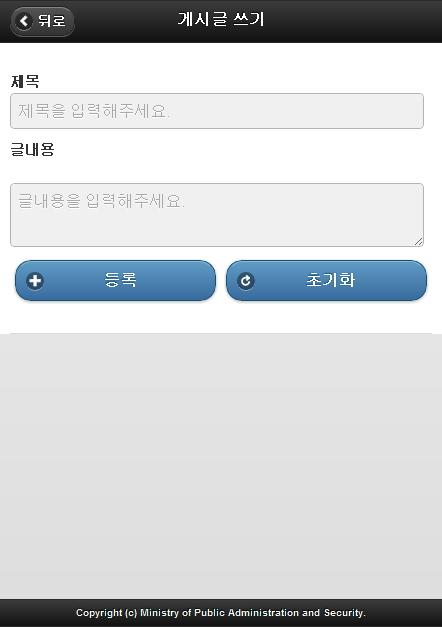 뒤로
게시글 쓰기
제목
제목을 입력해주세요.
글내용
글내용을 입력해주세요.
등록
초기화
Copyright (c) Ministry of Public Administration and Security.